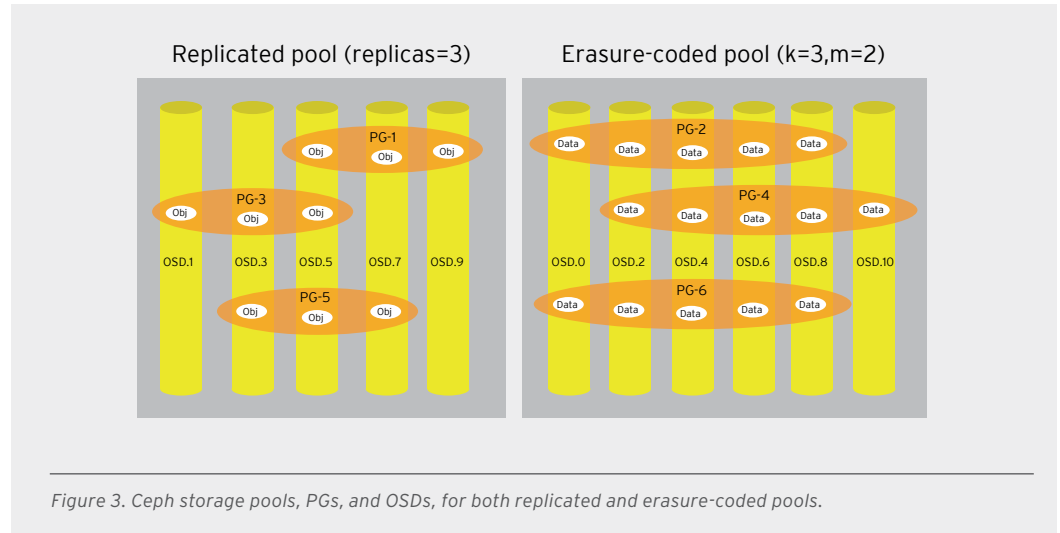 Replicated pool (replicas=3)
PG-1
Obj
Obj
Obj
PG-3
Obj
Obj
Obj
OSD.1
OSD.3
OSD.5
OSD.7
OSD.9
PG-5
Obj
Obj
Obj
Erasure-coded pool (k=3,m=2)
PG-2
Data
Data
Data
Data
Data
PG-4
Data
Data
Data
Data
Data
OSD.0
OSD.2
OSD.4
OSD.6
OSD.8
OSD.10
PG-6
Data
Data
Data
Data
Data
Figure 3. Ceph storage pools, PGs, and OSDs, for both replicated and erasure-coded pools.